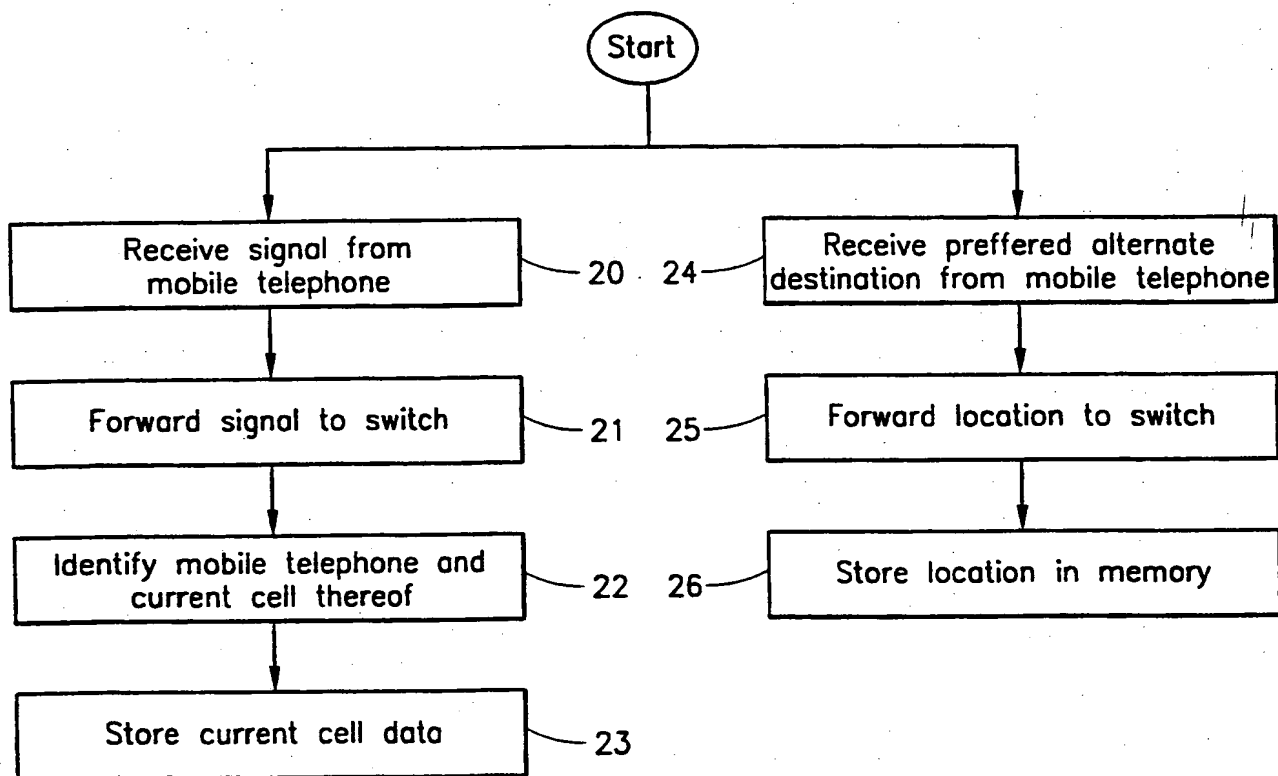 Start
Receive signal from
mobile telephone
20
Forward signal to switch
21
Identify mobile telephone and
current cell thereof
22
Store current cell data
23
24
Receive preffered alternate
destination from mobile telephone
25
Forward location to switch
26
Store location in memory